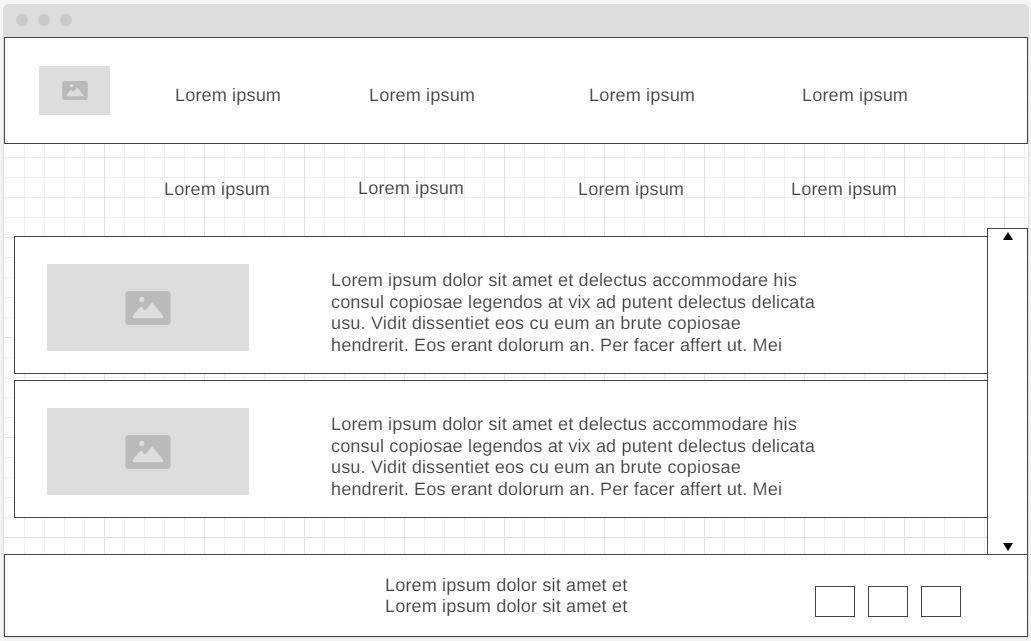 Lorem ipsum Lorem ipsum Lorem ipsum Lorem ipsum
Lorem ipsum Lorem ipsum Lorem ipsum Lorem ipsum
Lorem ipsum dolor sit amet et delectus accommodare his
consul copiosae legendos at vix ad putent delectus delicata
usu. Vidit dissentiet eos cu eum an brute copiosae
hendrerit. Eos erant dolorum an. Per facer affert ut. Mei
Lorem ipsum dolor sit amet et delectus accommodare his
consul copiosae legendos at vix ad putent delectus delicata
usu. Vidit dissentiet eos cu eum an brute copiosae
hendrerit. Eos erant dolorum an. Per facer affert ut. Mei
Lorem ipsum dolor sit amet et
Lorem ipsum dolor sit amet et